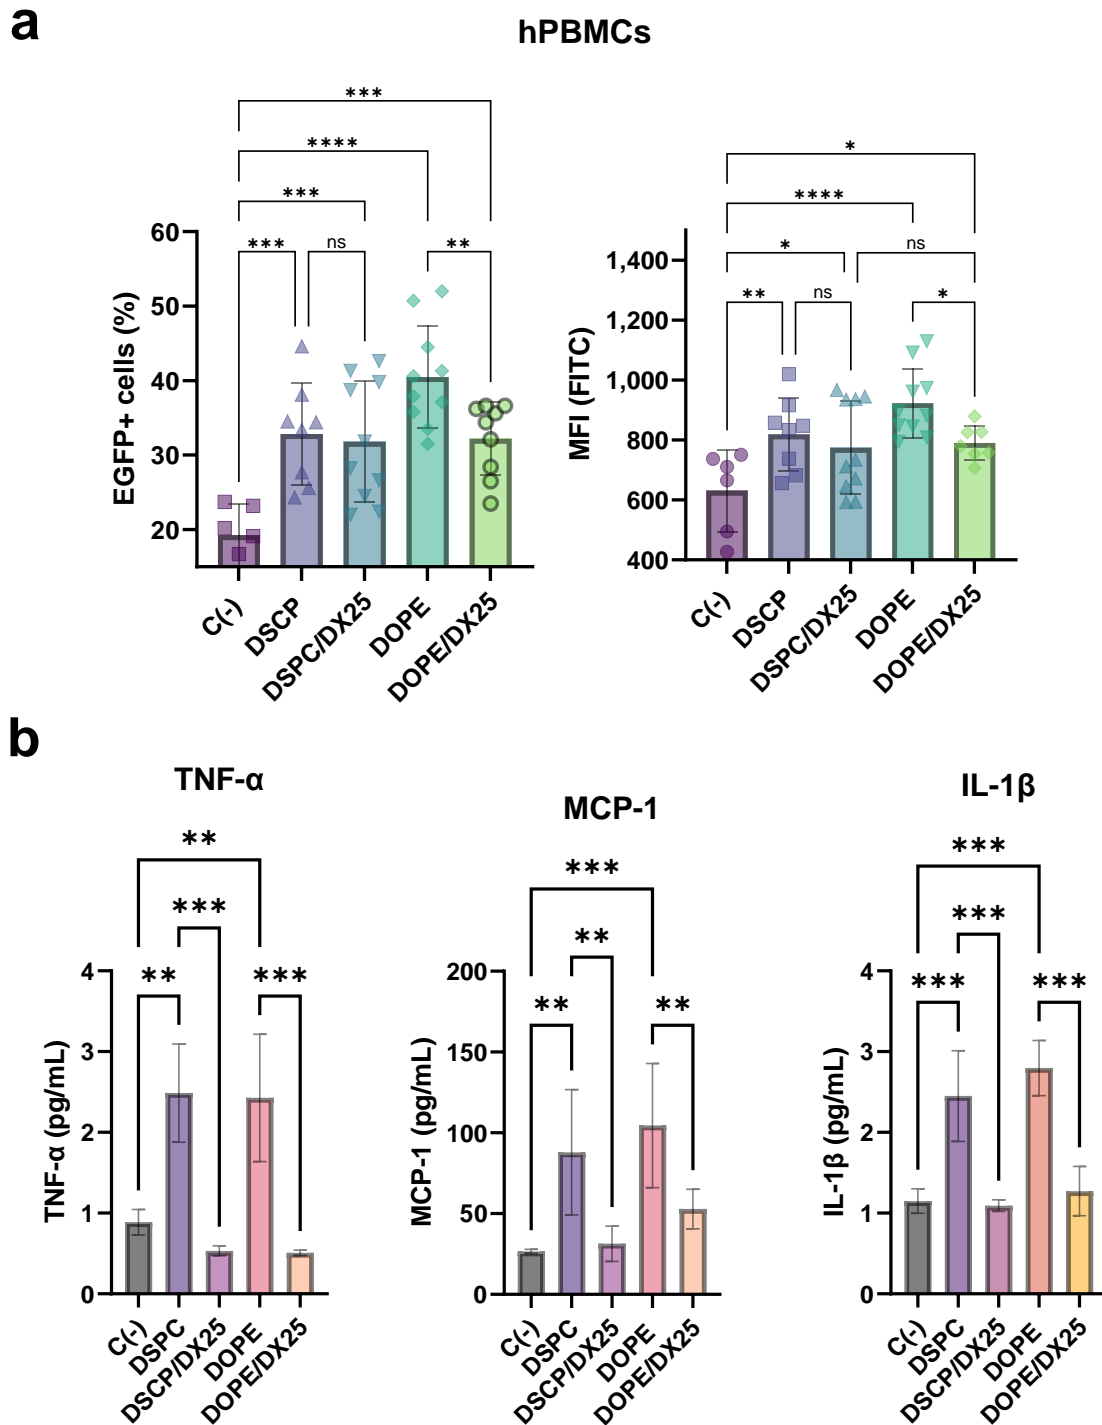 a
hPBMCs
***
****
***
*** ns **
EGFP+ cells (%)
60
50
40
30
20
C(-)
DSCP
DSPC/DX25
DOPE
DOPE/DX25
*
****
* ns
** ns *
MFI (FITC)
1,400
1,200
1,000
800
600
400
C(-)
DSCP
DSPC/DX25
DOPE
DOPE/DX25
b
TNF-α
**
***
** ***
TNF-α (pg/mL)
4
3
2
1
0
C(-)
DSPC
DSCP/DX25
DOPE
DOPE/DX25
MCP-1
***
**
** **
MCP-1 (pg/mL)
200
150
100
50
0
C(-)
DSPC
DSCP/DX25
DOPE
DOPE/DX25
IL-1β
***
***
*** ***
IL-1β (pg/mL)
4
3
2
1
0
C(-)
DSPC
DSCP/DX25
DOPE
DOPE/DX25